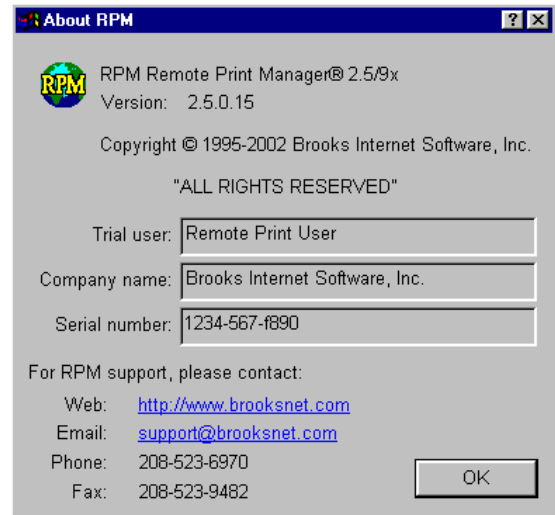 About RPM
RPM
RPM Remote Print Manager® 2.5/9x
Version: 2.5.0.15
Copyright © 1995-2002 Brooks Internet Software, Inc.
"ALL RIGHTS RESERVED"
Trial user: Remote Print User
Company name: Brooks Internet Software, Inc.
Serial number: 1234-567-f890
For RPM support, please contact:
Web: http://www.brooksnet.com
Email: support@brooksnet.com
Phone: 208-523-6970
Fax: 208-523-9482
OK